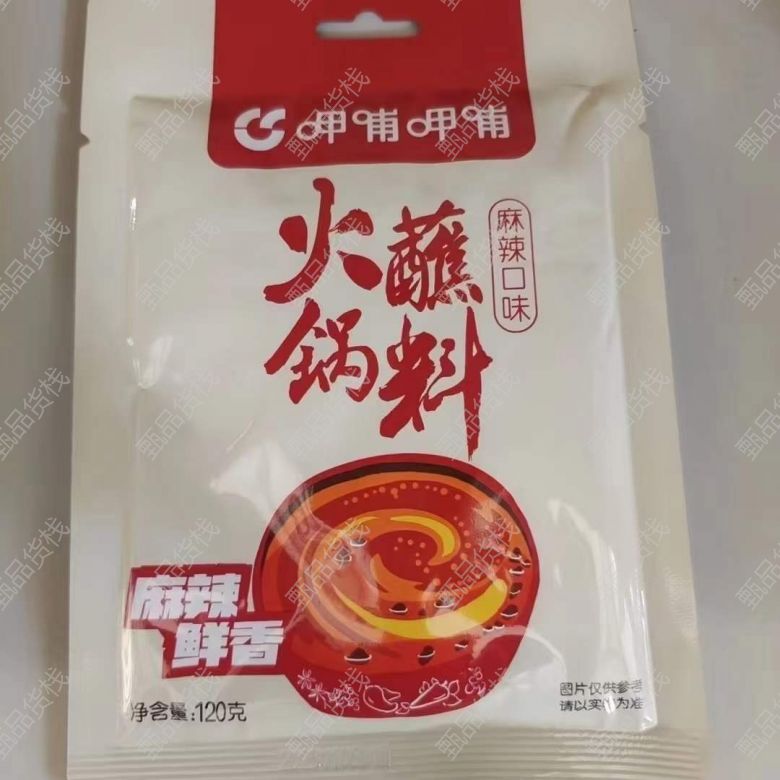 呷哺呷哺
火锅
蘸料
麻辣口味
麻辣
鲜香
净含量:120克
图片仅供参考
请以实物为准
甄品货栈